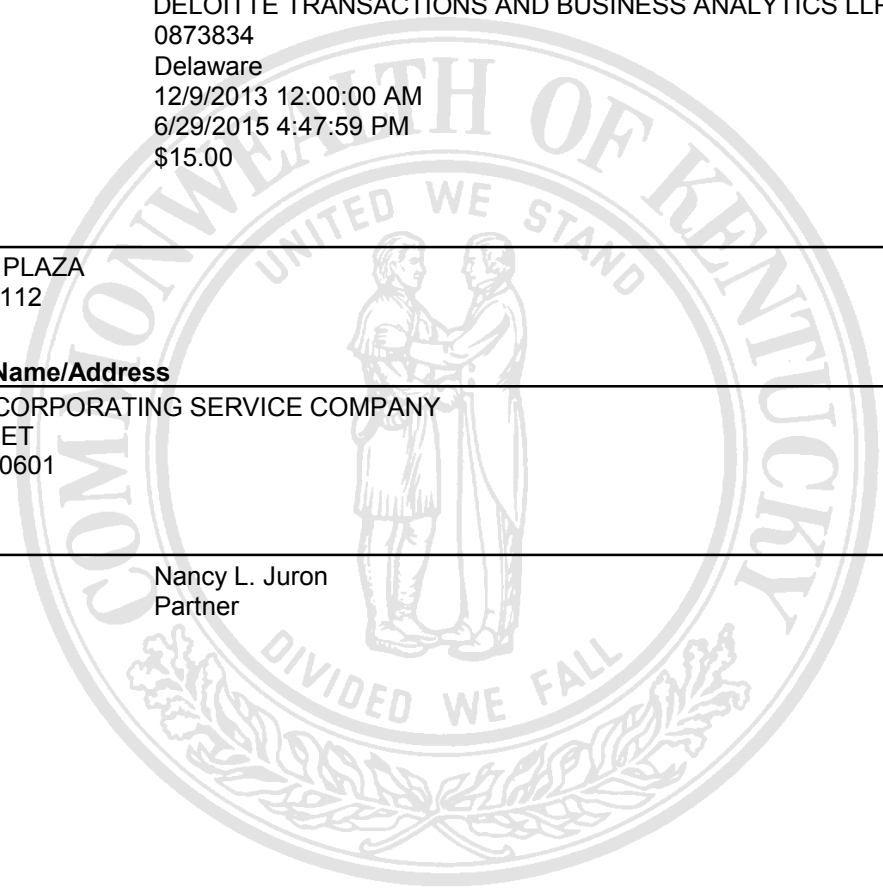 DELOITTE TRANSACTIONS AND BUSINESS ANALYTICS LLP
0873834
Delaware
12/9/2013 12:00:00 AM
6/29/2015 4:47:59 PM
$15.00
COMMONWEALTH OF KENTUCKY
UNITED WE STAND
PLAZA
112
Name/Address
CORPORATING SERVICE COMPANY
ET
0601
Nancy L. Juron
Partner
DIVIDED WE FALL